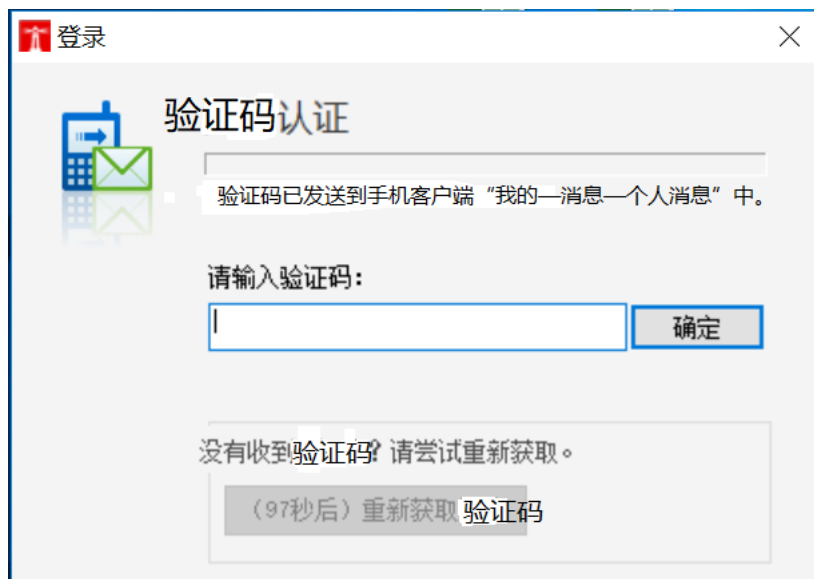 登录
验证码认证
验证码已发送到手机客户端“我的—消息—个人消息”中。
请输入验证码：
确定
没有收到验证码? 请尝试重新获取。
（97秒后）重新获取 验证码